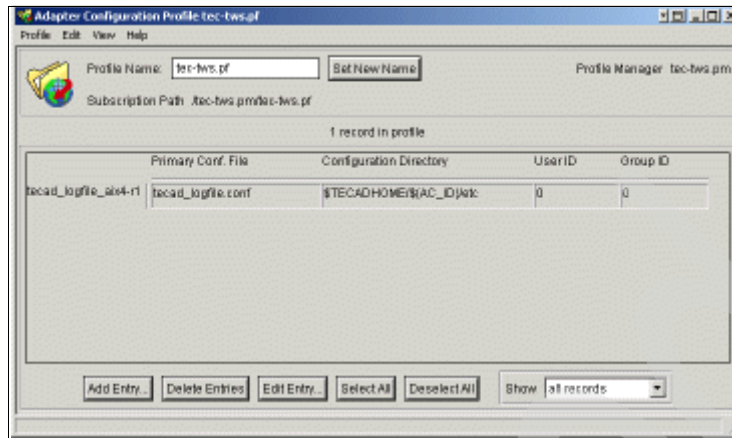 Adapter Configuration Profile tec-tws.pf
Profile Edit View Help
Profile Name: tec-tws.pf Set New Name Profile Manager tec-tws.pm
Subscription Path /tec-tws.pm/tec-tws.pf
1 record in profile
Primary Conf. File Configuration Directory User ID Group ID
tecad_logfile_aix4-r1 tecad_logfile.conf $TECADHOME/$(AC_ID)/etc 0 0
Add Entry... Delete Entries Edit Entry... Select All Deselect All Show all records